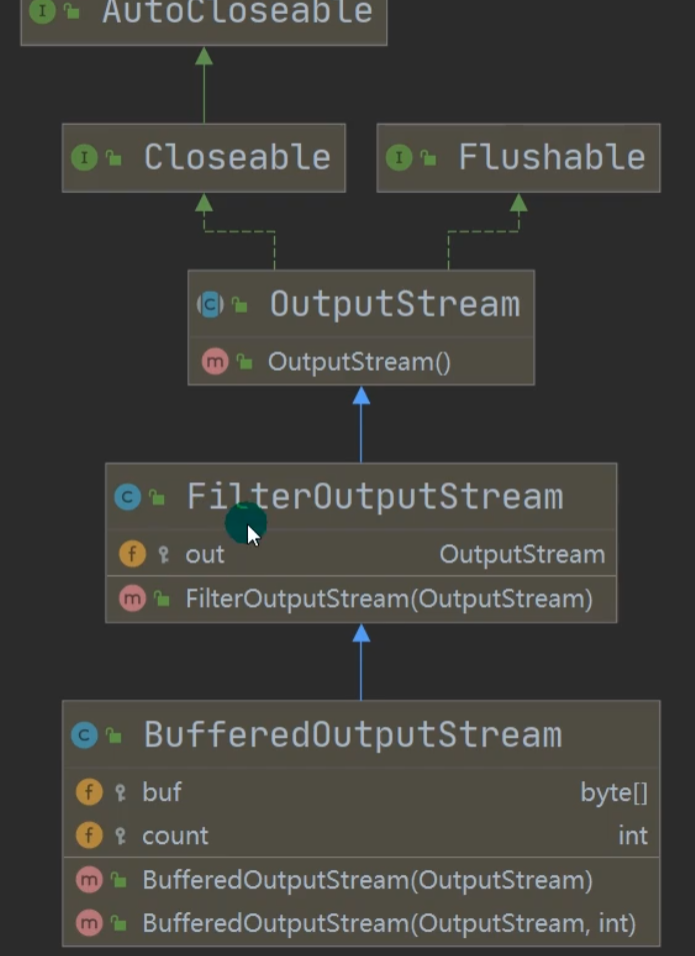 AutoCloseable
Closeable
Flushable
OutputStream
OutputStream()
FilterOutputStream
out OutputStream
FilterOutputStream(OutputStream)
BufferedOutputStream
buf byte[]
count int
BufferedOutputStream(OutputStream)
BufferedOutputStream(OutputStream, int)